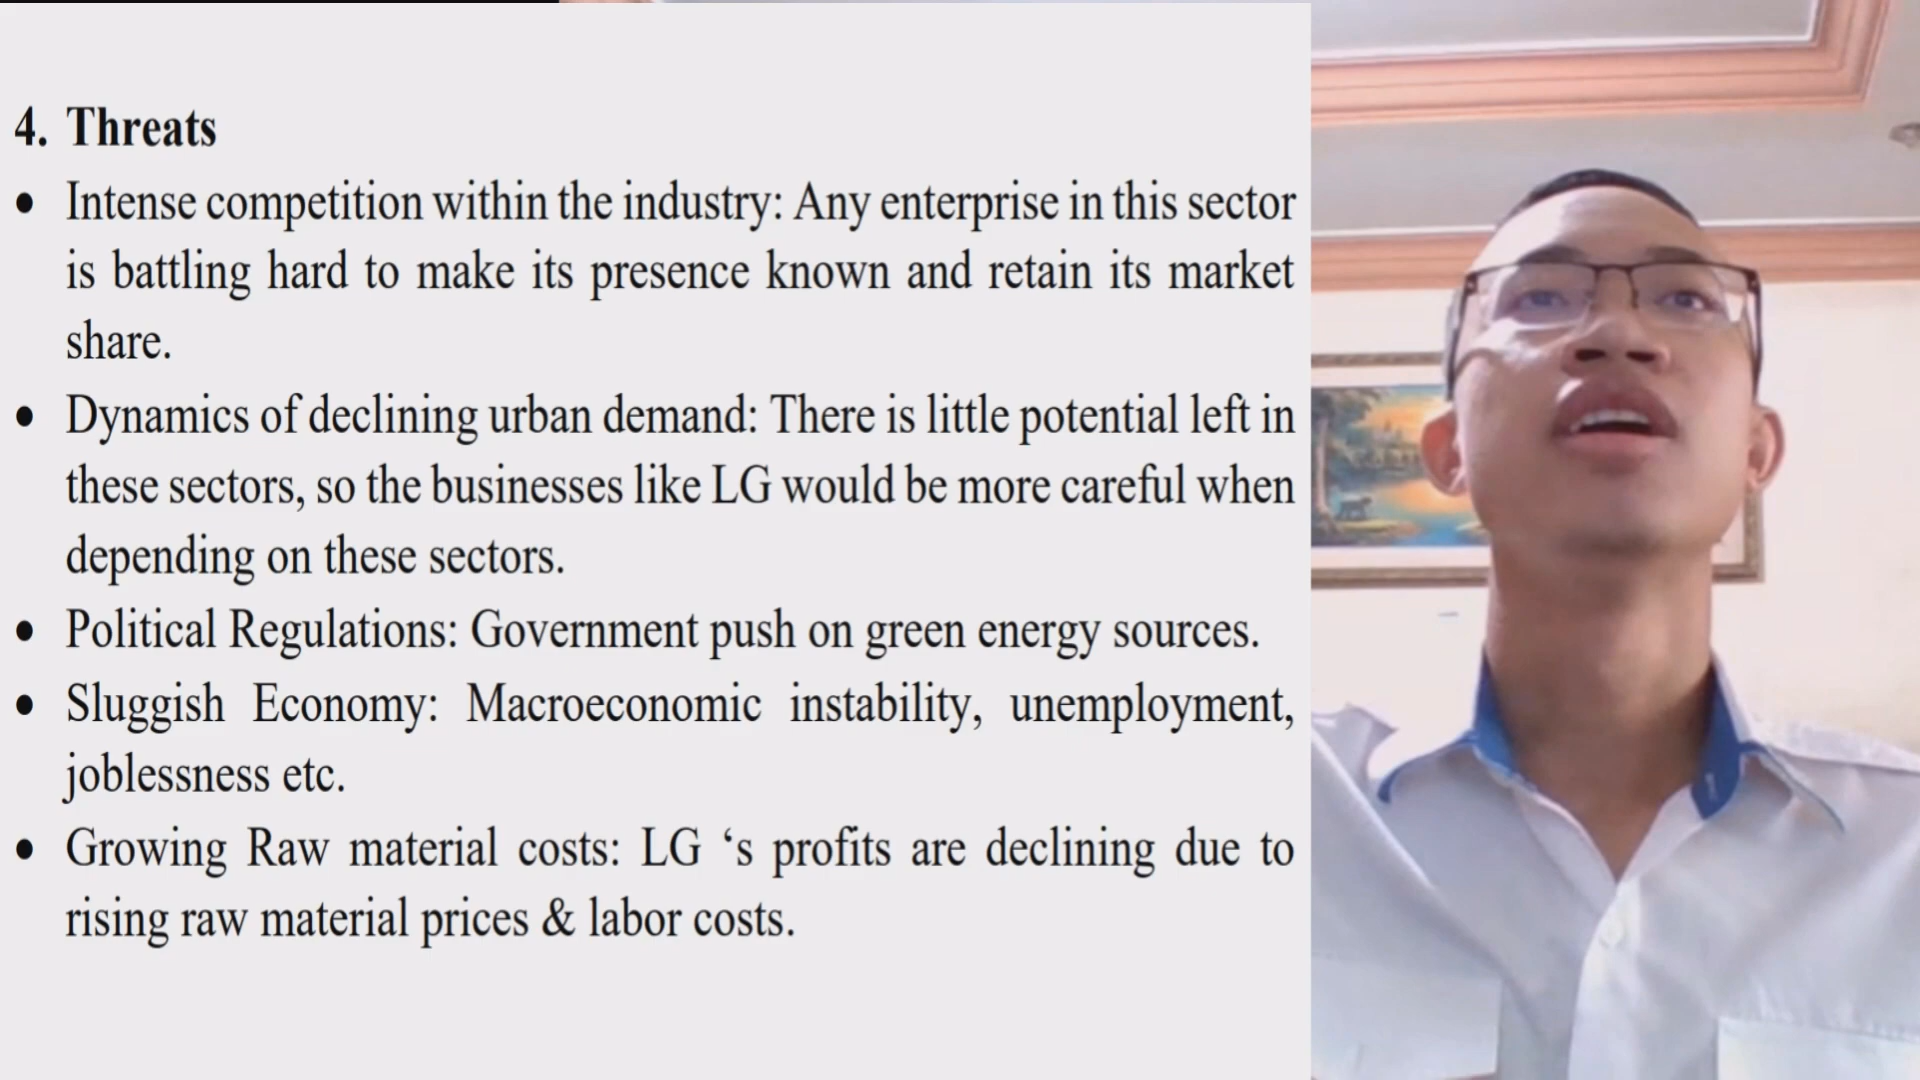 4. Threats
• Intense competition within the industry: Any enterprise in this sector
is battling hard to make its presence known and retain its market
share.
• Dynamics of declining urban demand: There is little potential left in
these sectors, so the businesses like LG would be more careful when
depending on these sectors.
• Political Regulations: Government push on green energy sources.
• Sluggish Economy: Macroeconomic instability, unemployment,
joblessness etc.
• Growing Raw material costs: LG ‘s profits are declining due to
rising raw material prices & labor costs.